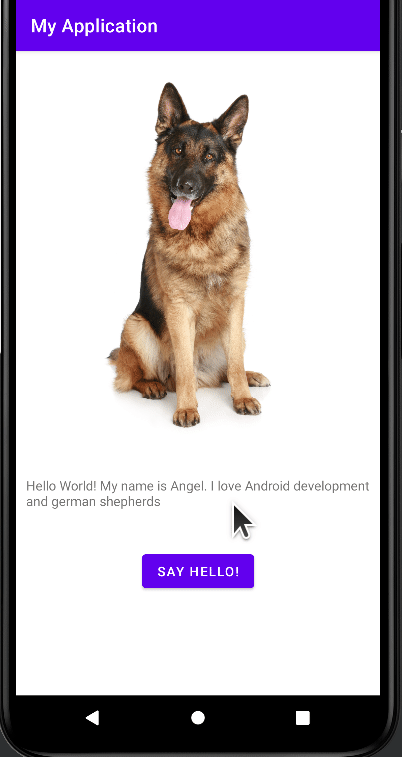 My Application
Hello World! My name is Angel. I love Android development
and german shepherds
SAY HELLO!